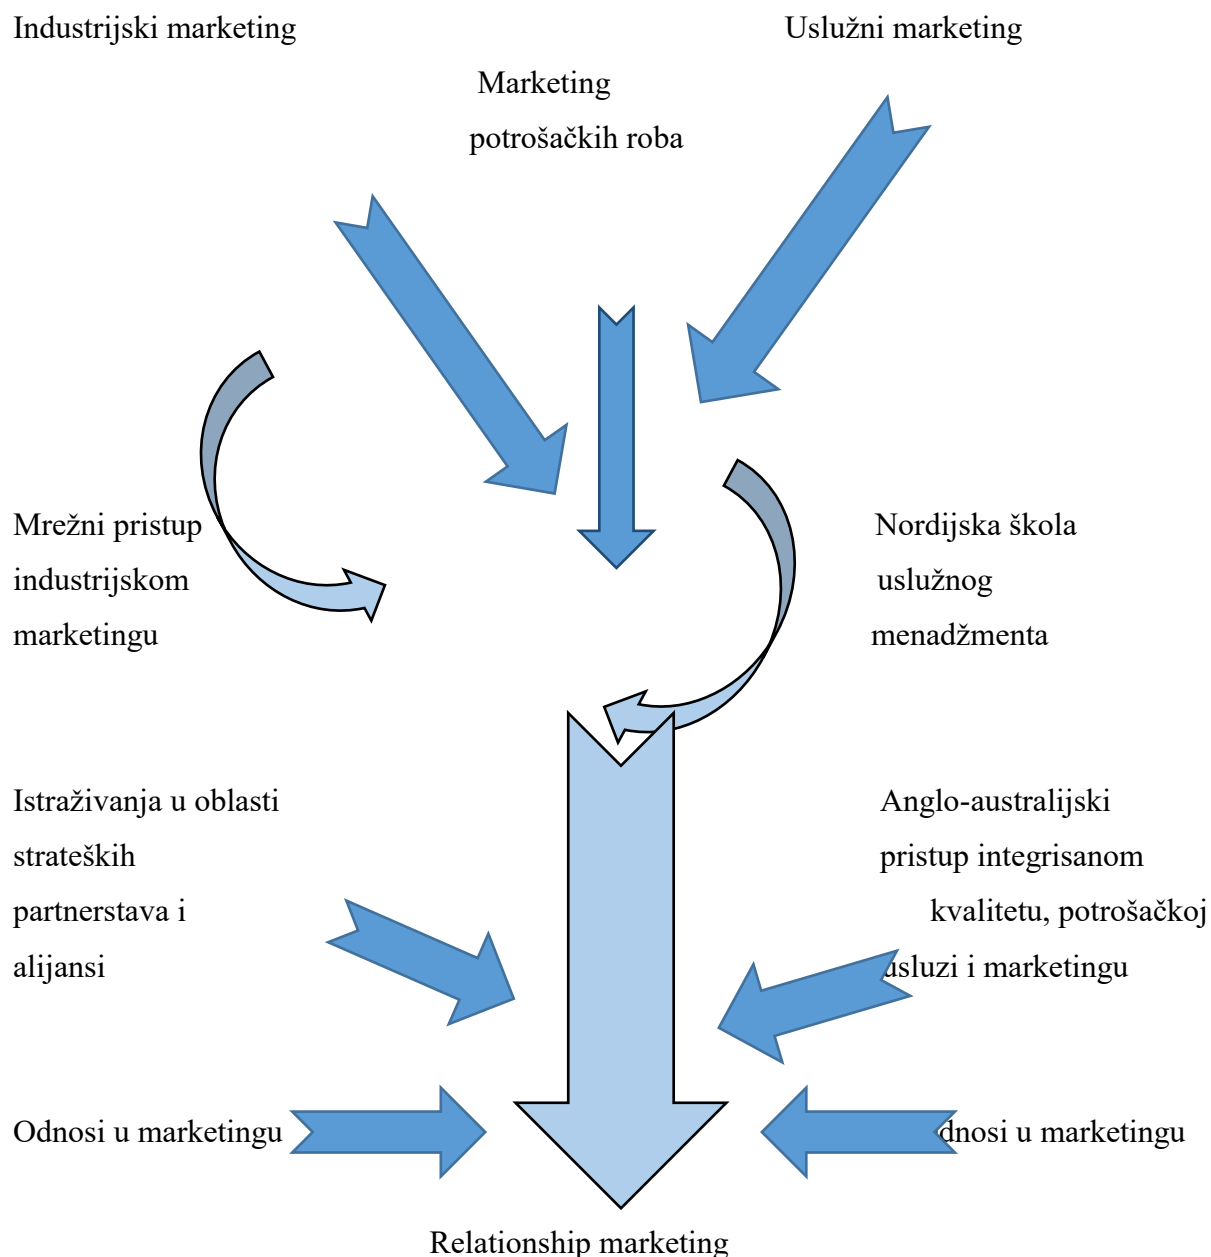 Industrijski marketing
Uslužni marketing
Marketing
potrošačkih roba
Mrežni pristup
industrijskom
marketingu
Nordijska škola
uslužnog
menadžmenta
Istraživanja u oblasti
strateških
partnerstava i
alijansi
Anglo-australijski
pristup integrisanom
kvalitetu, potrošačkoj
usluzi i marketingu
Odnosi u marketingu
dnosi u marketingu
Relationship marketing